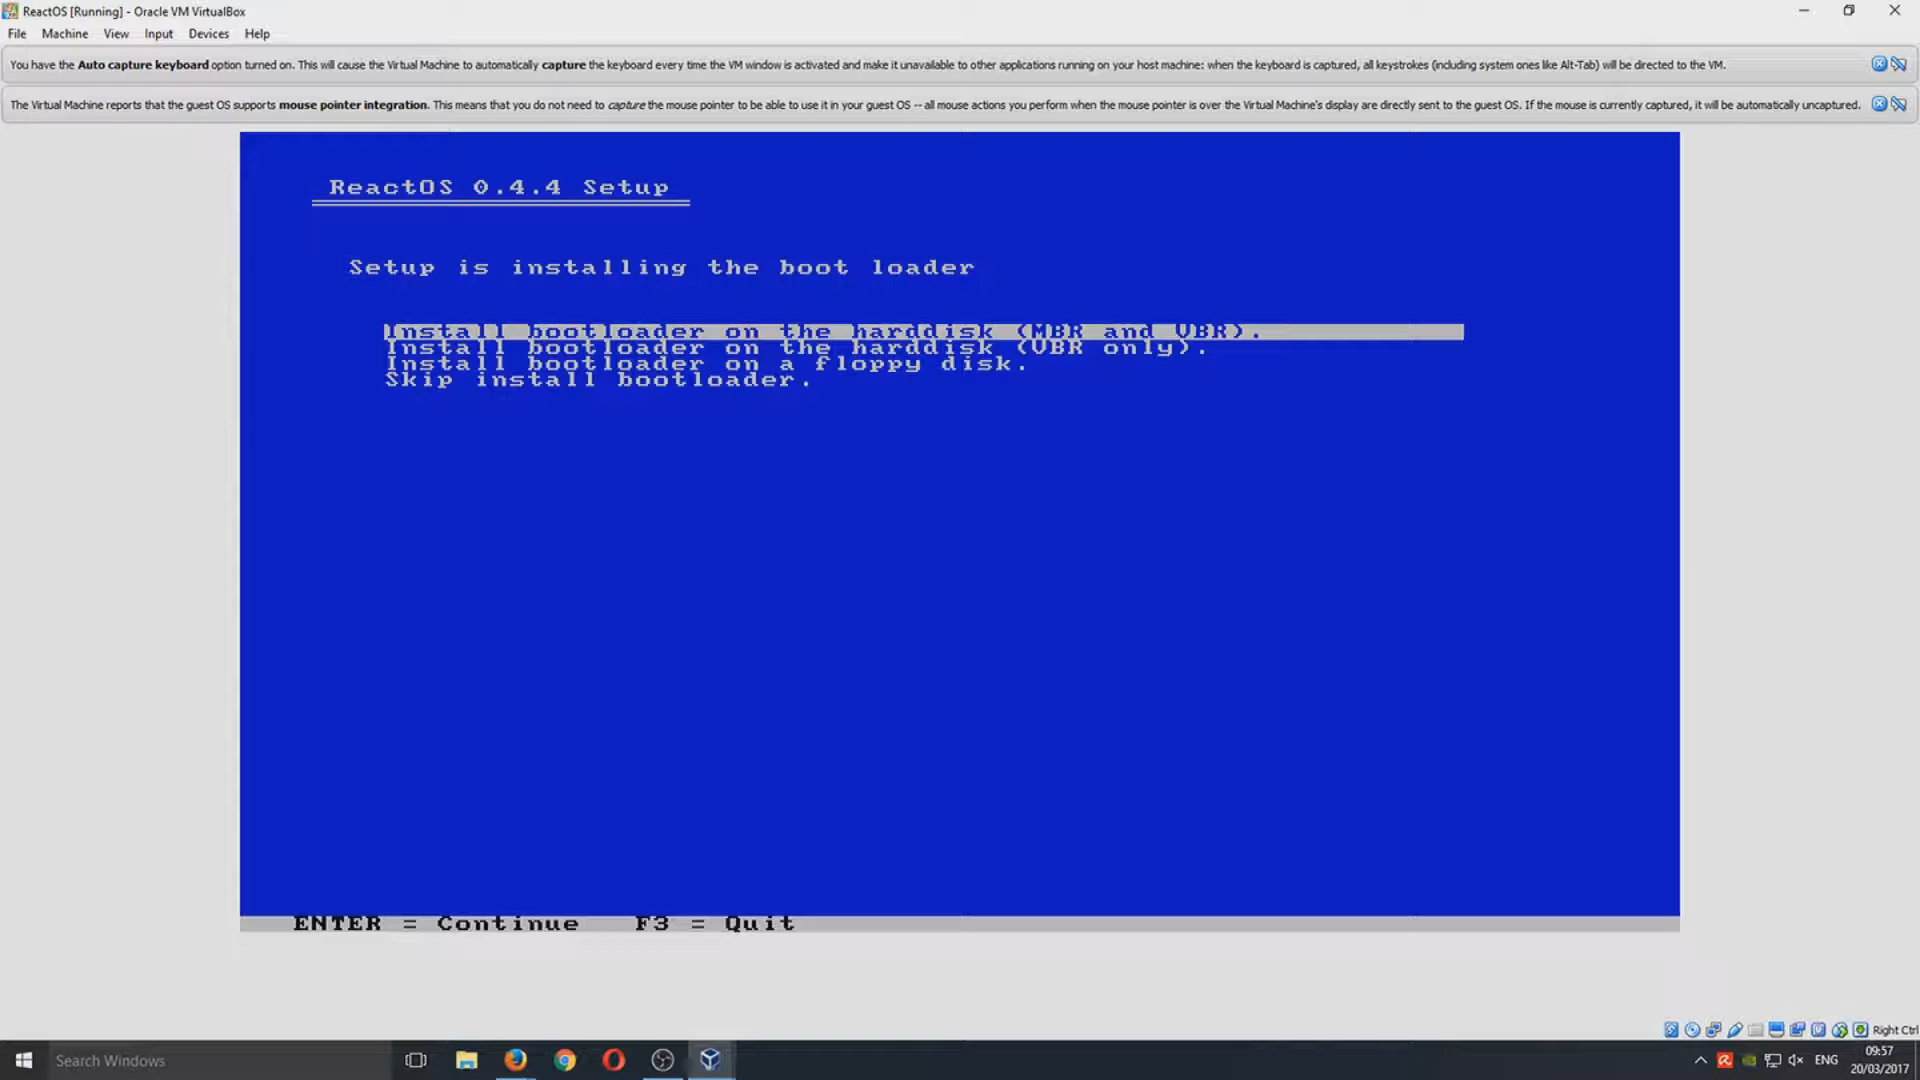 ReactOS [Running] - Oracle VM VirtualBox
File Machine View Input Devices Help
You have the Auto capture keyboard option turned on. This will cause the Virtual Machine to automatically capture the keyboard every time the VM window is activated and make it unavailable to other applications running on your host machine: when the keyboard is captured, all keystrokes (including system ones like Alt-Tab) will be directed to the VM.
The Virtual Machine reports that the guest OS supports mouse pointer integration. This means that you do not need to capture the mouse pointer to be able to use it in your guest OS -- all mouse actions you perform when the mouse pointer is over the Virtual Machine's display are directly sent to the guest OS. If the mouse is currently captured, it will be automatically uncaptured.
ReactOS 0.4.4 Setup
Setup is installing the boot loader
Install bootloader on the harddisk (MBR and VBR).
Install bootloader on the harddisk (VBR only).
Install bootloader on a floppy disk.
Skip install bootloader.
ENTER = Continue F3 = Quit
Right Ctrl
Search Windows
ENG
09:57
20/03/2017